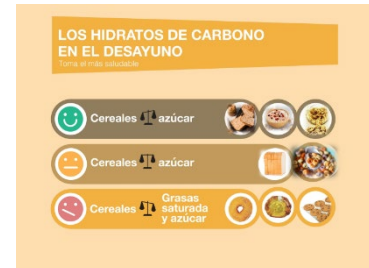 LOS HIDRATOS DE CARBONO
EN EL DESAYUNO
Toma el más saludable
Cereales azúcar
Cereales azúcar
Cereales Grasas saturada y azúcar